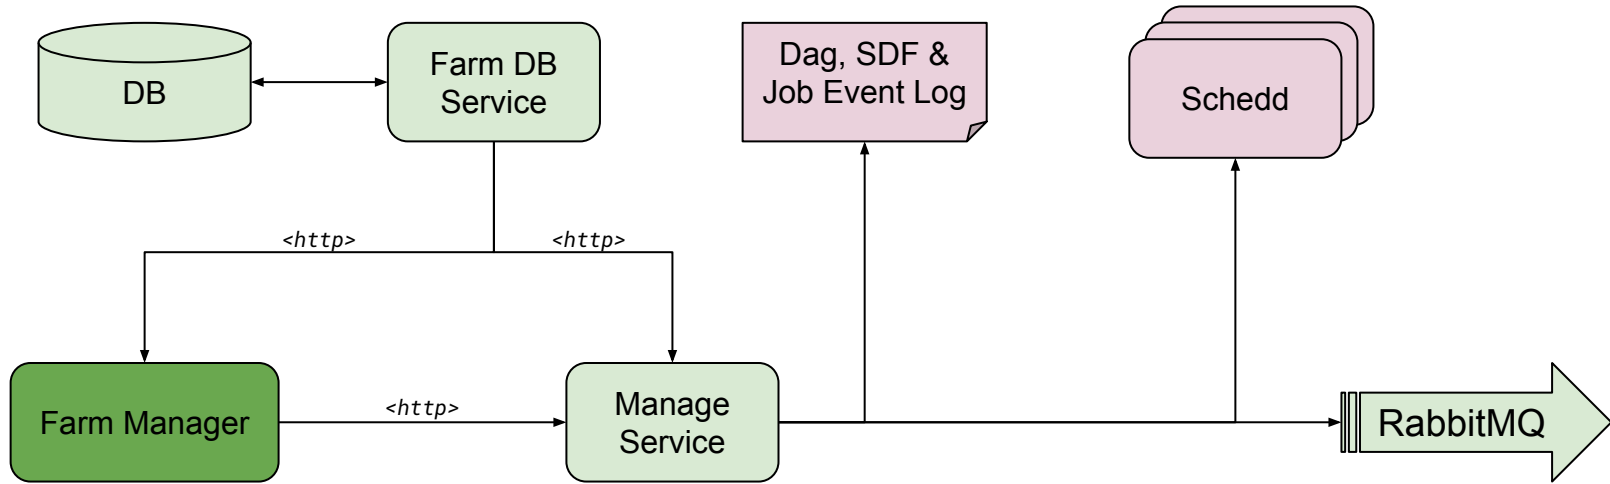 DB
Farm DB
Service
Dag, SDF &
Job Event Log
Schedd
<http>
<http>
Farm Manager
<http>
Manage
Service
RabbitMQ